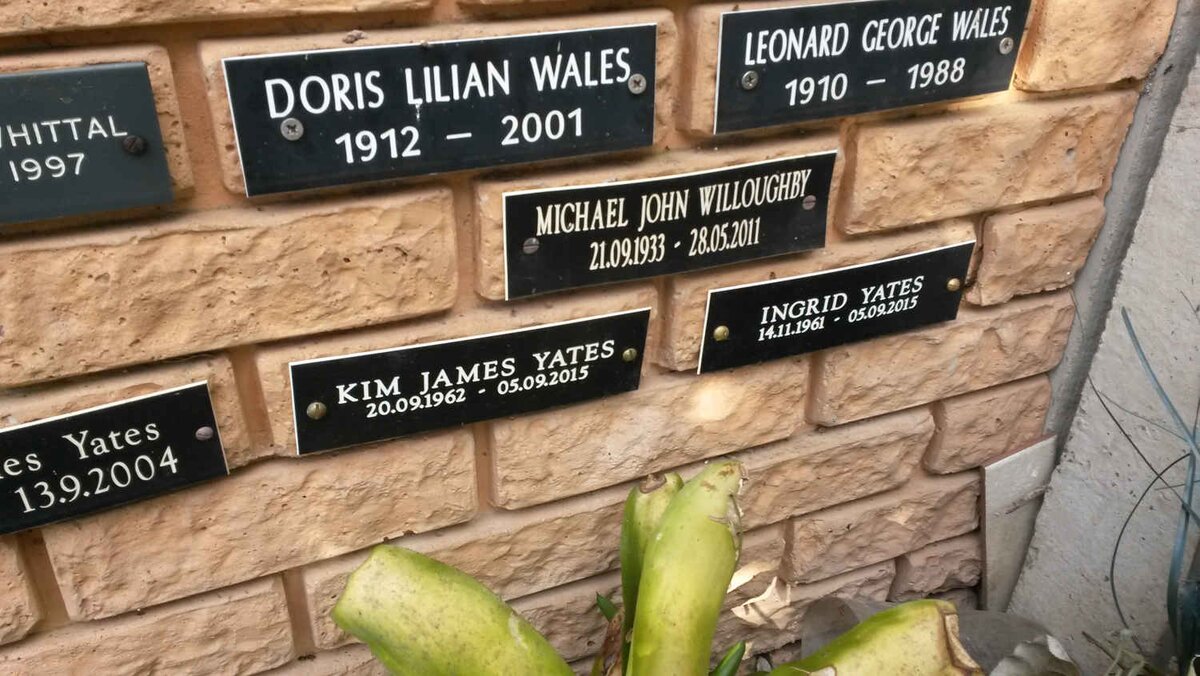 WHITTAL
1997
DORIS LILIAN WALES
1912 – 2001
LEONARD GEORGE WALES
1910 – 1988
MICHAEL JOHN WILLOUGHBY
21.09.1933 - 28.05.2011
INGRID YATES
14.11.1961 - 05.09.2015
KIM JAMES YATES
20.09.1962 - 05.09.2015
es Yates
13.9.2004